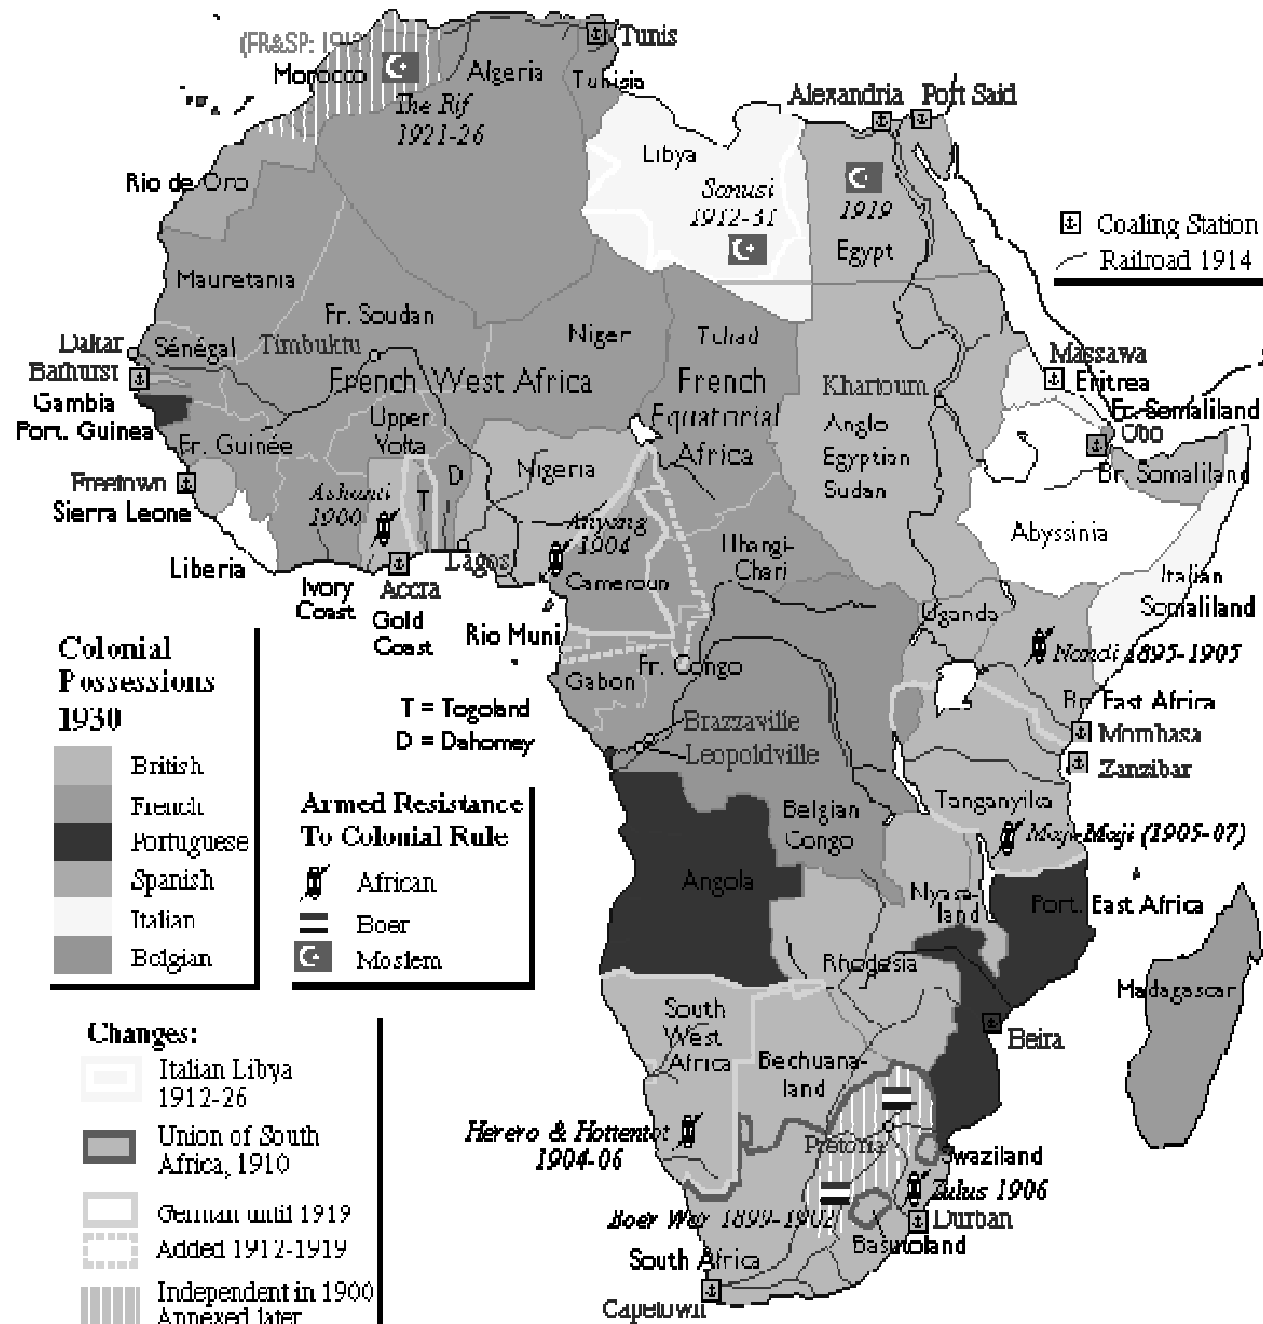 (FR&SP: 1912
Morocco
Algeria
Tunis
Tunisia
The Rif
1921-26
Alexandria
Port Said
Libya
Sanusi
1912-31
1919
Egypt
Rio de Oro
Coaling Station
Railroad 1914
Mauretania
Fr. Soudan
Niger
Tchad
Dakar
Sénégal
Timbuktu
Bathurst
French West Africa
French
Equatorial
Africa
Khartoum
Massawa
Eritrea
Gambia
Port. Guinea
Upper
Volta
Anglo
Egyptian
Sudan
Fr. Somaliland
Obo
Fr. Guinée
Nigeria
Br. Somaliland
Freetown
Sierra Leone
Ashanti
1900
D
T
Anyang
1904
Abyssinia
Liberia
Lagos
Ubangi-
Chari
Ivory
Coast
Accra
Cameroun
Italian
Somaliland
Gold
Coast
Rio Muni
Uganda
Nandi 1895-1905
Colonial
Possessions
1930
Fr. Congo
Gabon
Br. East Africa
T = Togoland
D = Dahomey
Brazzaville
Leopoldville
Mombasa
Zanzibar
British
French
Portuguese
Spanish
Italian
Belgian
Armed Resistance
To Colonial Rule
African
Boer
Moslem
Belgian
Congo
Tanganyika
Maji-Maji (1905-07)
Angola
Nyasa-
land
Port. East Africa
Rhodesia
Madagascar
South
West
Africa
Bechuana-
land
Beira
Changes:
Italian Libya
1912-26
Union of South
Africa, 1910
German until 1919
Added 1912-1919
Independent in 1900
Annexed later
Herero & Hottentot
1904-06
Pretoria
Swaziland
Zulus 1906
Boer War 1899-1902
Durban
Basutoland
South Africa
Capetown